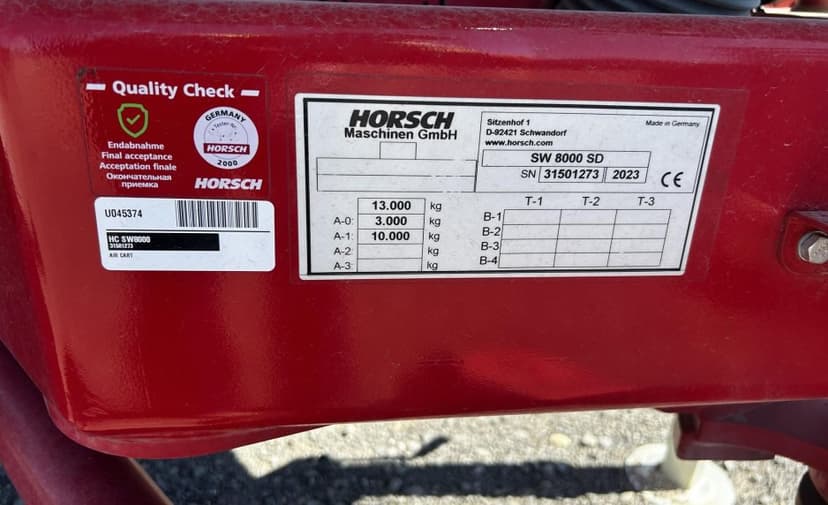 Quality Check
Endabnahme
Final acceptance
Acceptation finale
Окончательная
приемка
GERMANY
HORSCH
2000
HORSCH
U045374
HC SW8000
31501273
AIR CART
HORSCH
Maschinen GmbH
Sitzenhof 1
D-92421 Schwandorf
www.horsch.com
Made in Germany
SW 8000 SD
SN 31501273 2023
CE
13.000 kg
A-0: 3.000 kg
A-1: 10.000 kg
A-2: kg
A-3: kg
T-1 T-2 T-3
B-1
B-2
B-3
B-4